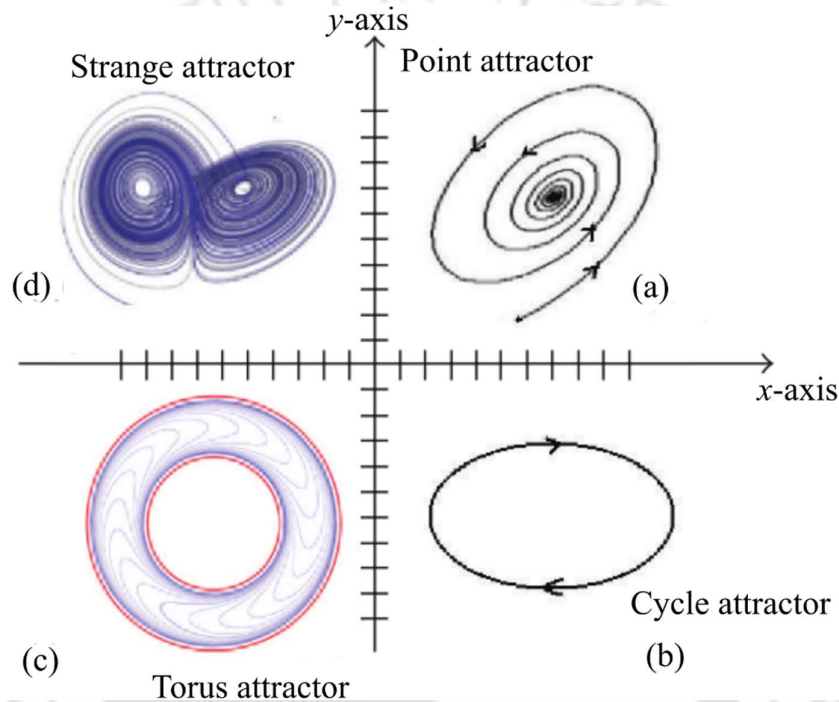 y-axis
Strange attractor
Point attractor
(d)
(a)
x-axis
Cycle attractor
(c)
(b)
Torus attractor